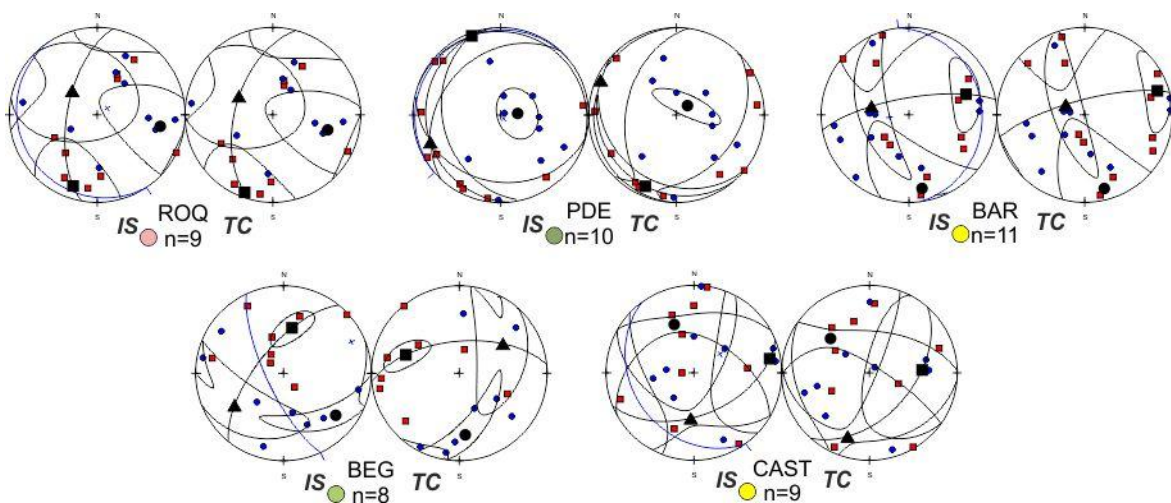 N N N N N N
S S S S S S
IS ROQ TC
n=9
IS PDE TC
n=10
IS BAR TC
n=11
N N N N
S S S S
IS BEG TC
n=8
IS CAST TC
n=9